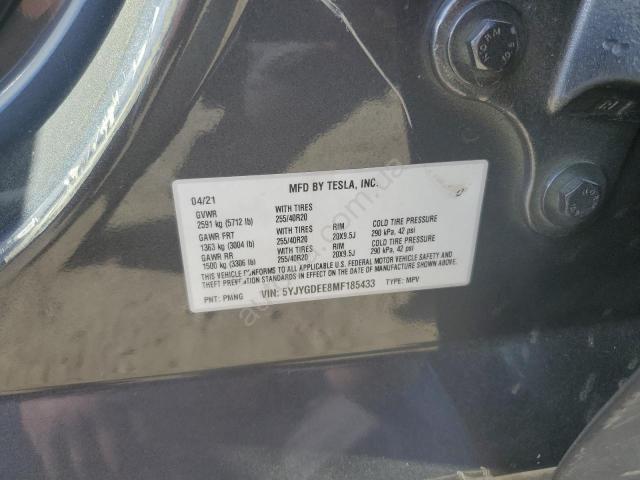 MFD BY TESLA, INC.
04/21
GVWR WITH TIRES
2591 kg (5712 lb) 255/40R20
GAWR FRT WITH TIRES RIM COLD TIRE PRESSURE
1363 kg (3004 lb) 255/40R20 20X9.5J 290 kPa, 42 psi
GAWR RR WITH TIRES RIM COLD TIRE PRESSURE
1500 kg (3306 lb) 255/40R20 20X9.5J 290 kPa, 42 psi
THIS VEHICLE CONFORMS TO ALL APPLICABLE U.S. FEDERAL MOTOR VEHICLE SAFETY AND
THEFT PREVENTION STANDARDS IN EFFECT ON THE DATE OF MANUFACTURE SHOWN ABOVE.
PNT: PMNG VIN: 5YJYGDEE8MF185433 TYPE: MPV